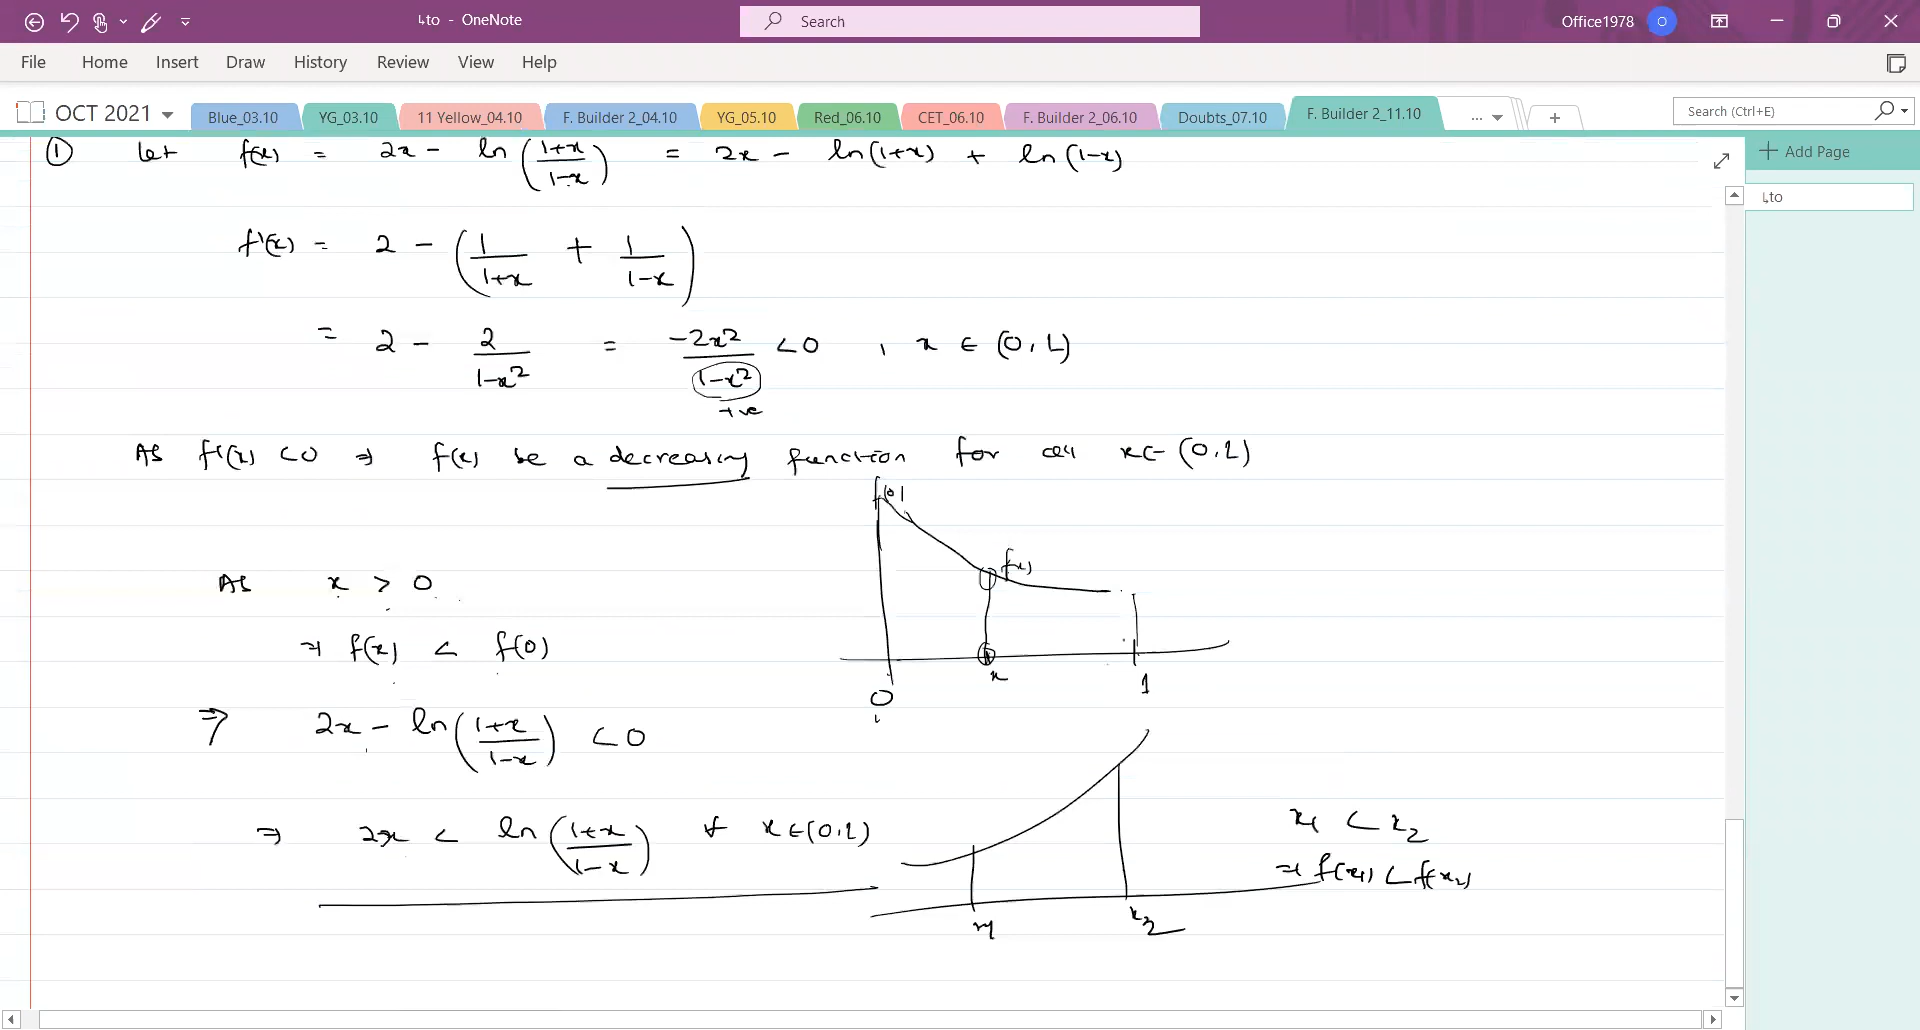 ↳to - OneNote
Search
Office1978
O
File Home Insert Draw History Review View Help
OCT 2021
Blue_03.10
YG_03.10
11 Yellow_04.10
F. Builder 2_04.10
YG_05.10
Red_06.10
CET_06.10
F. Builder 2_06.10
Doubts_07.10
F. Builder 2_11.10
...
+
Search (Ctrl+E)
Add Page
↳to
① Let f(x) = 2x - ln((1+x)/(1-x)) = 2x - ln(1+x) + ln(1-x)
f'(x) = 2 - (1/(1+x) + 1/(1-x))
= 2 - 2/(1-x²) = -2x²/(1-x²) <0 , x ∈ (0,1)
+ve
As f'(x) <0 ⇒ f(x) be a decreasing function for all x∈ (0,1)
f(0)
f(x)
0
x
1
As x > 0
⇒ f(x) < f(0)
⇒ 2x - ln((1+x)/(1-x)) < 0
⇒ 2x < ln((1+x)/(1-x)) ∀ x∈(0,1)
x₁ x₂
x₁ < x₂
⇒ f(x₁) < f(x₂)